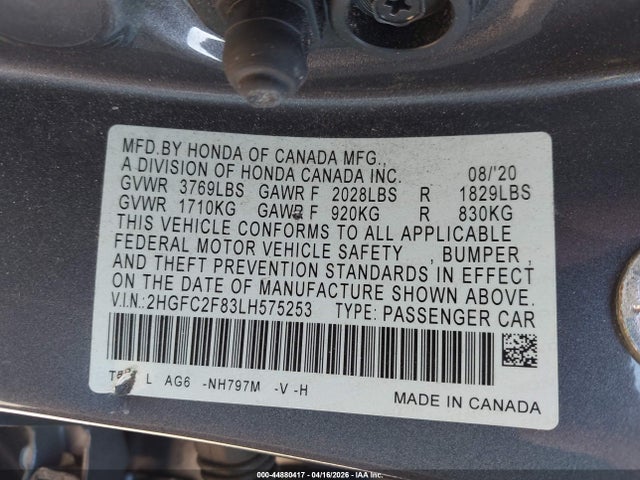 MFD.BY HONDA OF CANADA MFG.,
A DIVISION OF HONDA CANADA INC. 08/'20
GVWR 3769LBS GAWR F 2028LBS R 1829LBS
GVWR 1710KG GAWR F 920KG R 830KG
THIS VEHICLE CONFORMS TO ALL APPLICABLE
FEDERAL MOTOR VEHICLE SAFETY , BUMPER ,
AND THEFT PREVENTION STANDARDS IN EFFECT
ON THE DATE OF MANUFACTURE SHOWN ABOVE.
V.I.N.: 2HGFC2F83LH575253 TYPE: PASSENGER CAR
L AG6 -NH797M -V -H
MADE IN CANADA
000-44880417 - 04/16/2026 - IAA Inc.